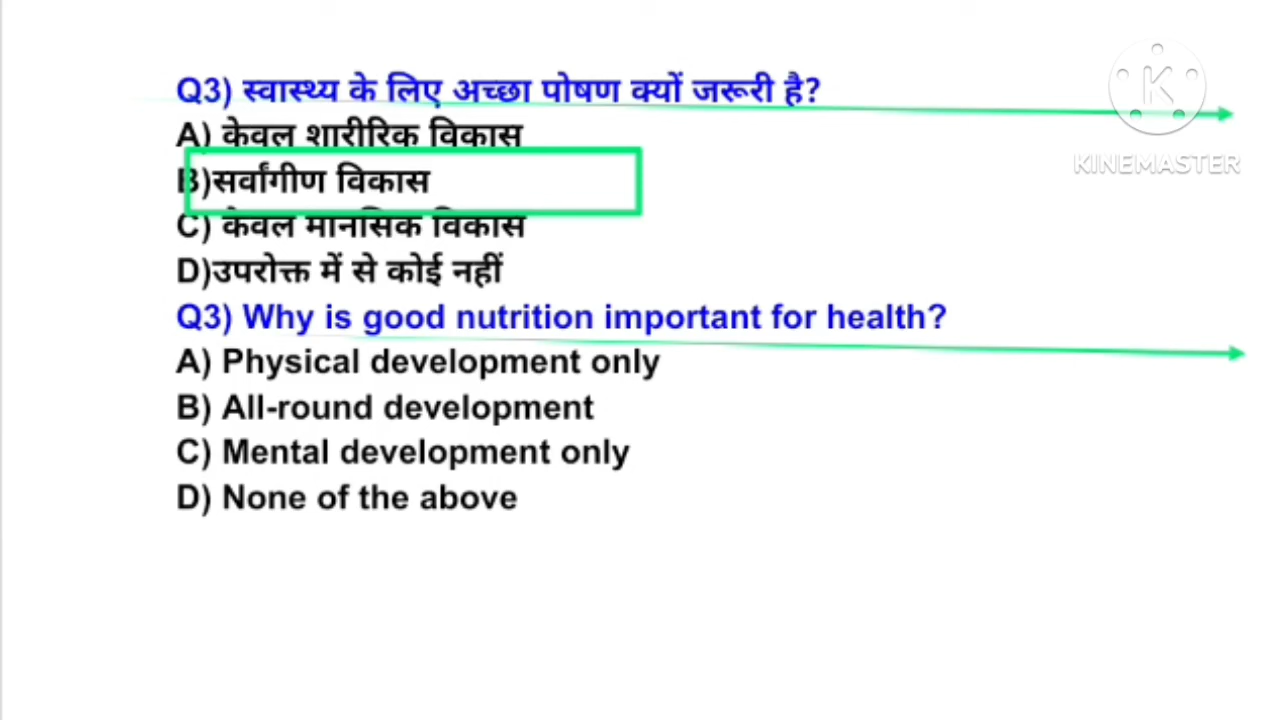 Q3) स्वास्थ्य के लिए अच्छा पोषण क्यों जरूरी है?
A) केवल शारीरिक विकास
B)सर्वांगीण विकास
C) केवल मानसिक विकास
D)उपरोक्त में से कोई नहीं
Q3) Why is good nutrition important for health?
A) Physical development only
B) All-round development
C) Mental development only
D) None of the above
K
KINEMASTER